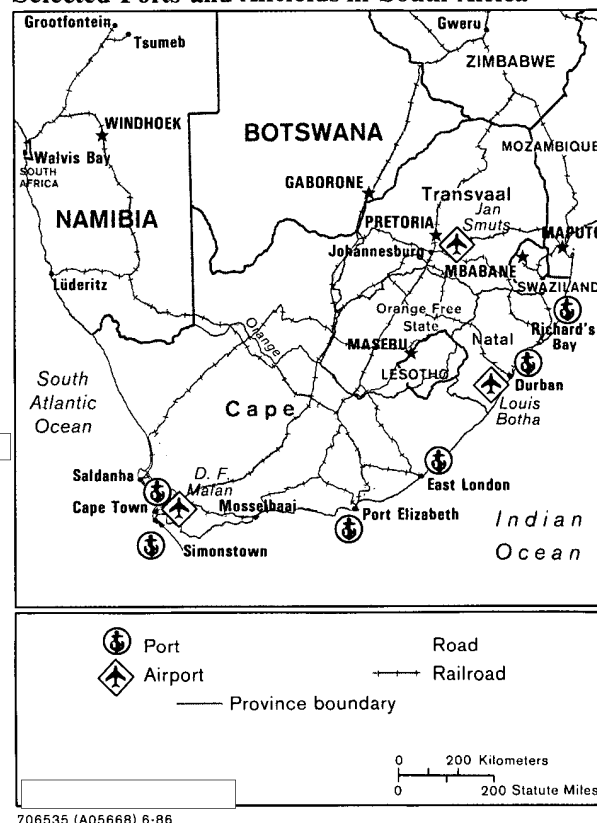 Selected Ports and Airfields in South Africa
Grootfontein
Tsumeb
Gweru
ZIMBABWE
WINDHOEK
BOTSWANA
MOZAMBIQUE
Walvis Bay
SOUTH
AFRICA
GABORONE
Transvaal
Jan
Smuts
NAMIBIA
PRETORIA
MAPUTO
Johannesburg
MBABANE
SWAZILAND
Lüderitz
Orange Free
State
Richard's
Bay
Orange
Natal
MASERU
LESOTHO
South
Atlantic
Ocean
Durban
Cape
Louis
Botha
Saldanha
D. F.
Malan
East London
Cape Town
Mosselbaai
Port Elizabeth
Indian
Ocean
Simonstown
Port
Road
Airport
Railroad
Province boundary
0 200 Kilometers
0 200 Statute Miles
706535 (A05668) 6-86